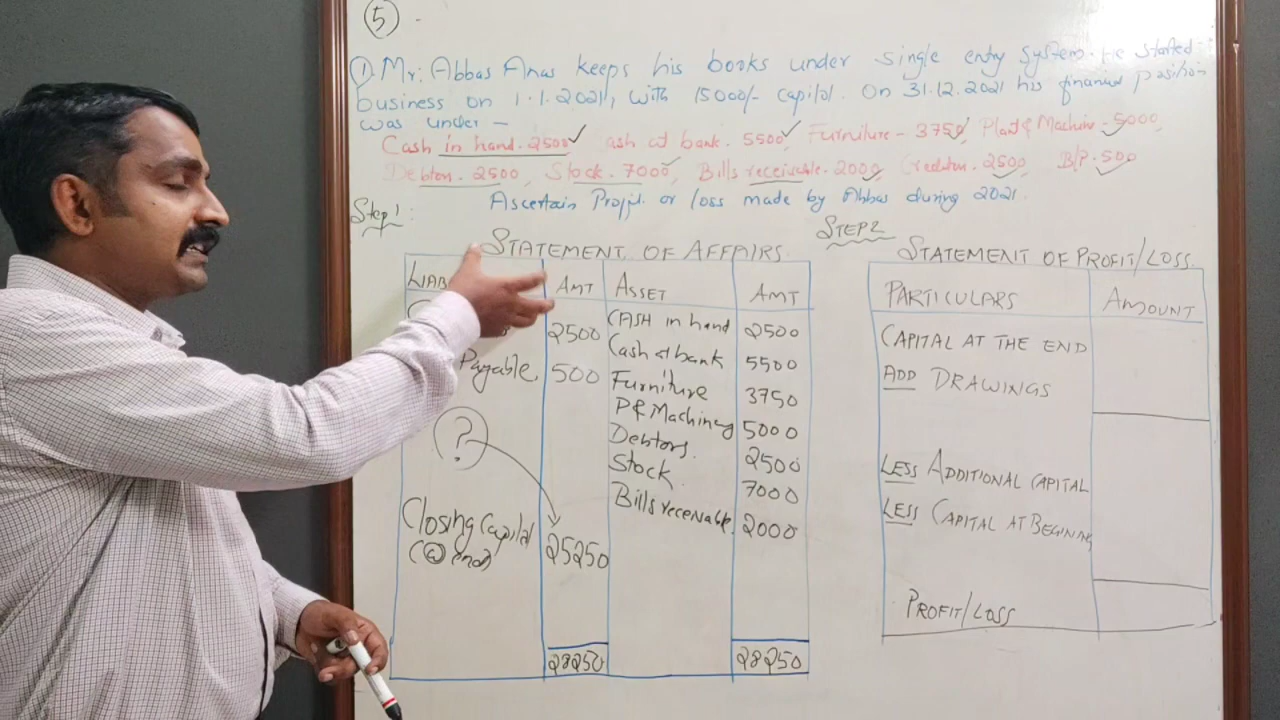 5
1) Mr: Abbas Anas keeps his books under single entry system. He started
business on 1.1.2021, with 15000/- capital. On 31.12.2021 his financial position
was under -
Cash in hand. 2500 ✓ ash at bank. 5500 ✓ Furniture - 3750 ✓ Plant & Machine - 5000
Debtors. 2500, Stock. 7000, Bills receivable. 2000, Creditors. 2500, B/P. 500
Ascertain Profit or loss made by Abbas during 2021.
Step 1:
STATEMENT OF AFFAIRS.
LIAB AMT ASSET AMT
2500 CASH in hand 2500
Payable, 500 Cash at bank 5500
Furniture 3750
P & Machinery 5000
? Debtors. 2500
Stock 7000
Bills receivable. 2000
Closing Capital
(@ end) 25250
28250 28250
STEP 2
STATEMENT OF PROFIT/LOSS.
PARTICULARS AMOUNT
CAPITAL AT THE END
ADD DRAWINGS
LESS ADDITIONAL CAPITAL
LESS CAPITAL AT BEGINING
PROFIT/LOSS